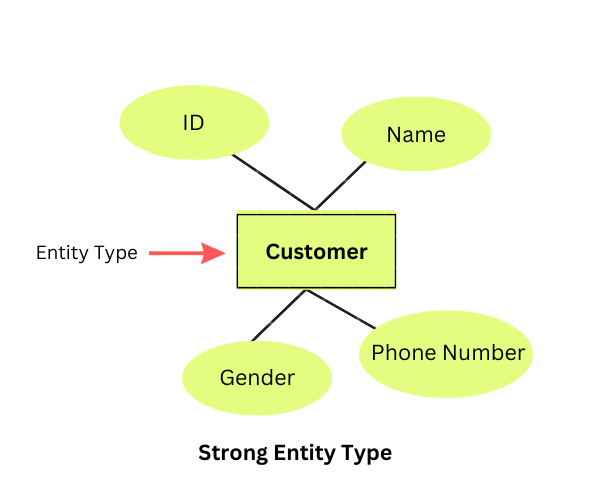 ID
Name
Entity Type
Customer
Phone Number
Gender
Strong Entity Type